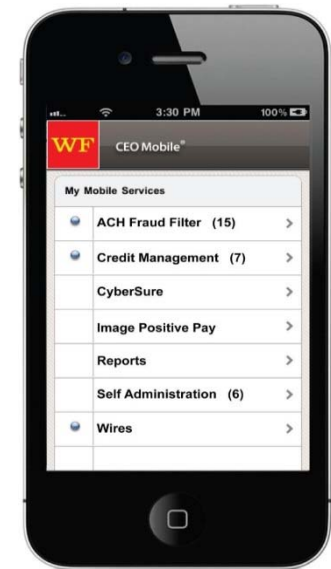 3:30 PM
100%
WF
CEO Mobile®
My Mobile Services
ACH Fraud Filter (15)
Credit Management (7)
CyberSure
Image Positive Pay
Reports
Self Administration (6)
Wires